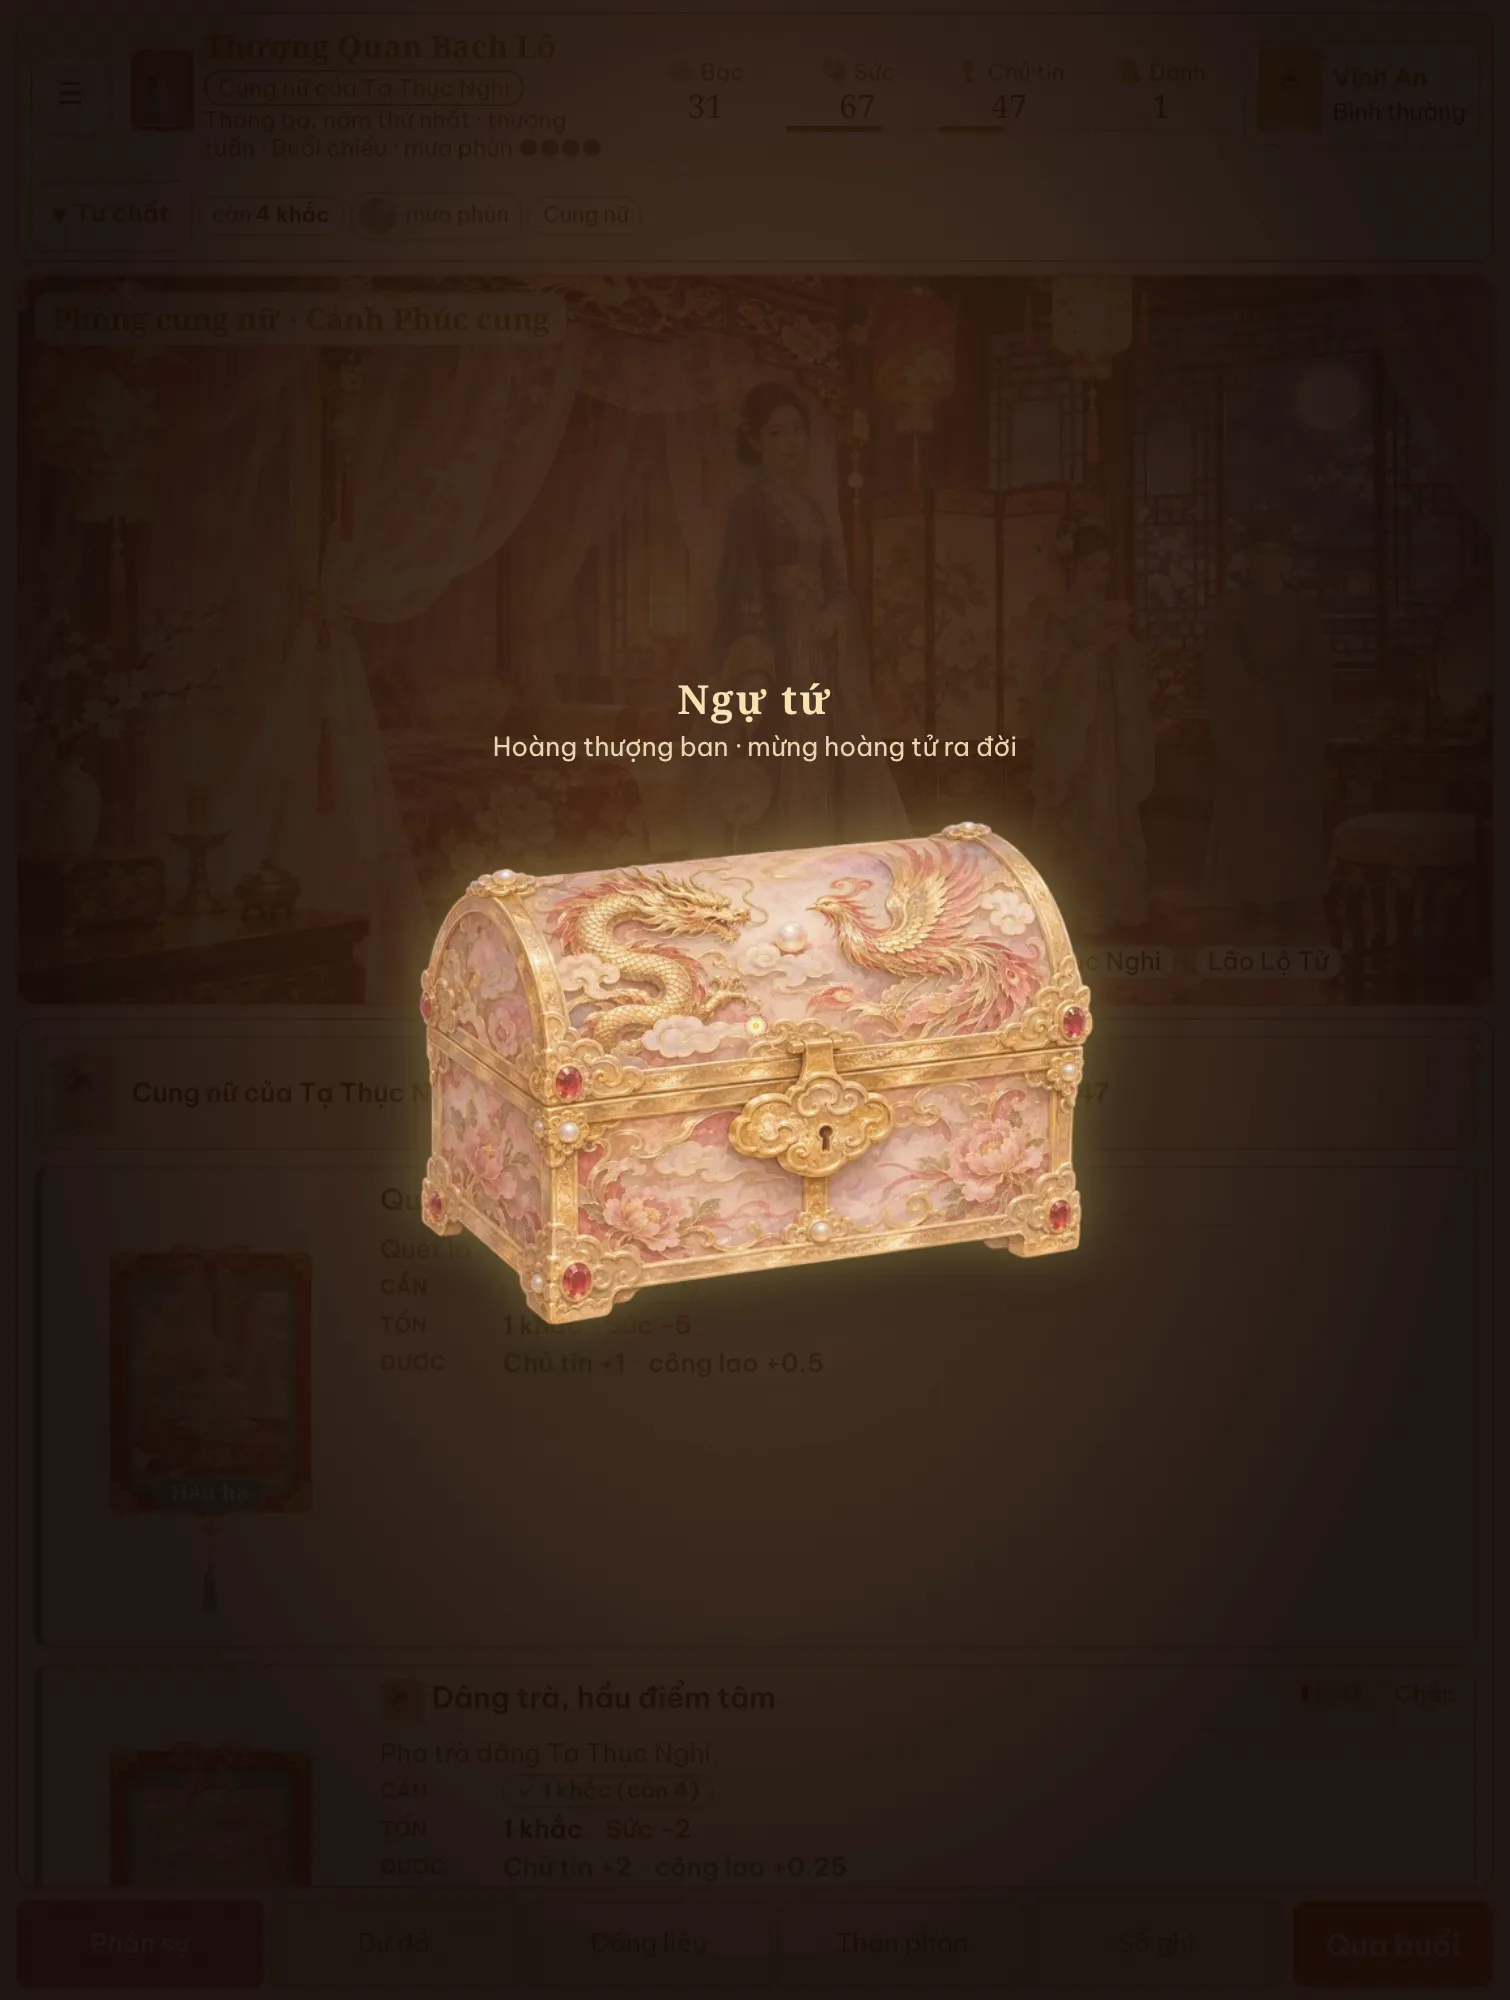 Thượng Quan Bạch Lộ
Cung nữ của Tạ Thục Nghi
Tháng ba, năm thứ nhất · thượng
tuần · Buổi chiều · mưa phùn
Bạc
31
Sức
67
Chủ tín
47
Danh
1
Vĩnh An
Bình thường
▾ Tư chất
còn 4 khắc
mưa phùn
Cung nữ
Phòng cung nữ · Cảnh Phúc cung
Ngự tứ
Hoàng thượng ban · mừng hoàng tử ra đời
Nghi
Lão Lộ Tử
Cung nữ của Tạ Thục
47
CẦN
TỐN
Sức −5
ĐƯỢC
Chủ tín +1 · công lao +0.5
Hầu hạ
Dâng trà, hầu điểm tâm
Chắc
Pha trà dâng Tạ Thục Nghi.
CẦN
✓ 1 khắc (còn 4)
TỐN
1 khắc · Sức −2
ĐƯỢC
Chủ tín +2 · công lao +0.25
Phận sự
Dư đồ
Đồng liêu
Thân phận
Sổ ghi
Qua buổi